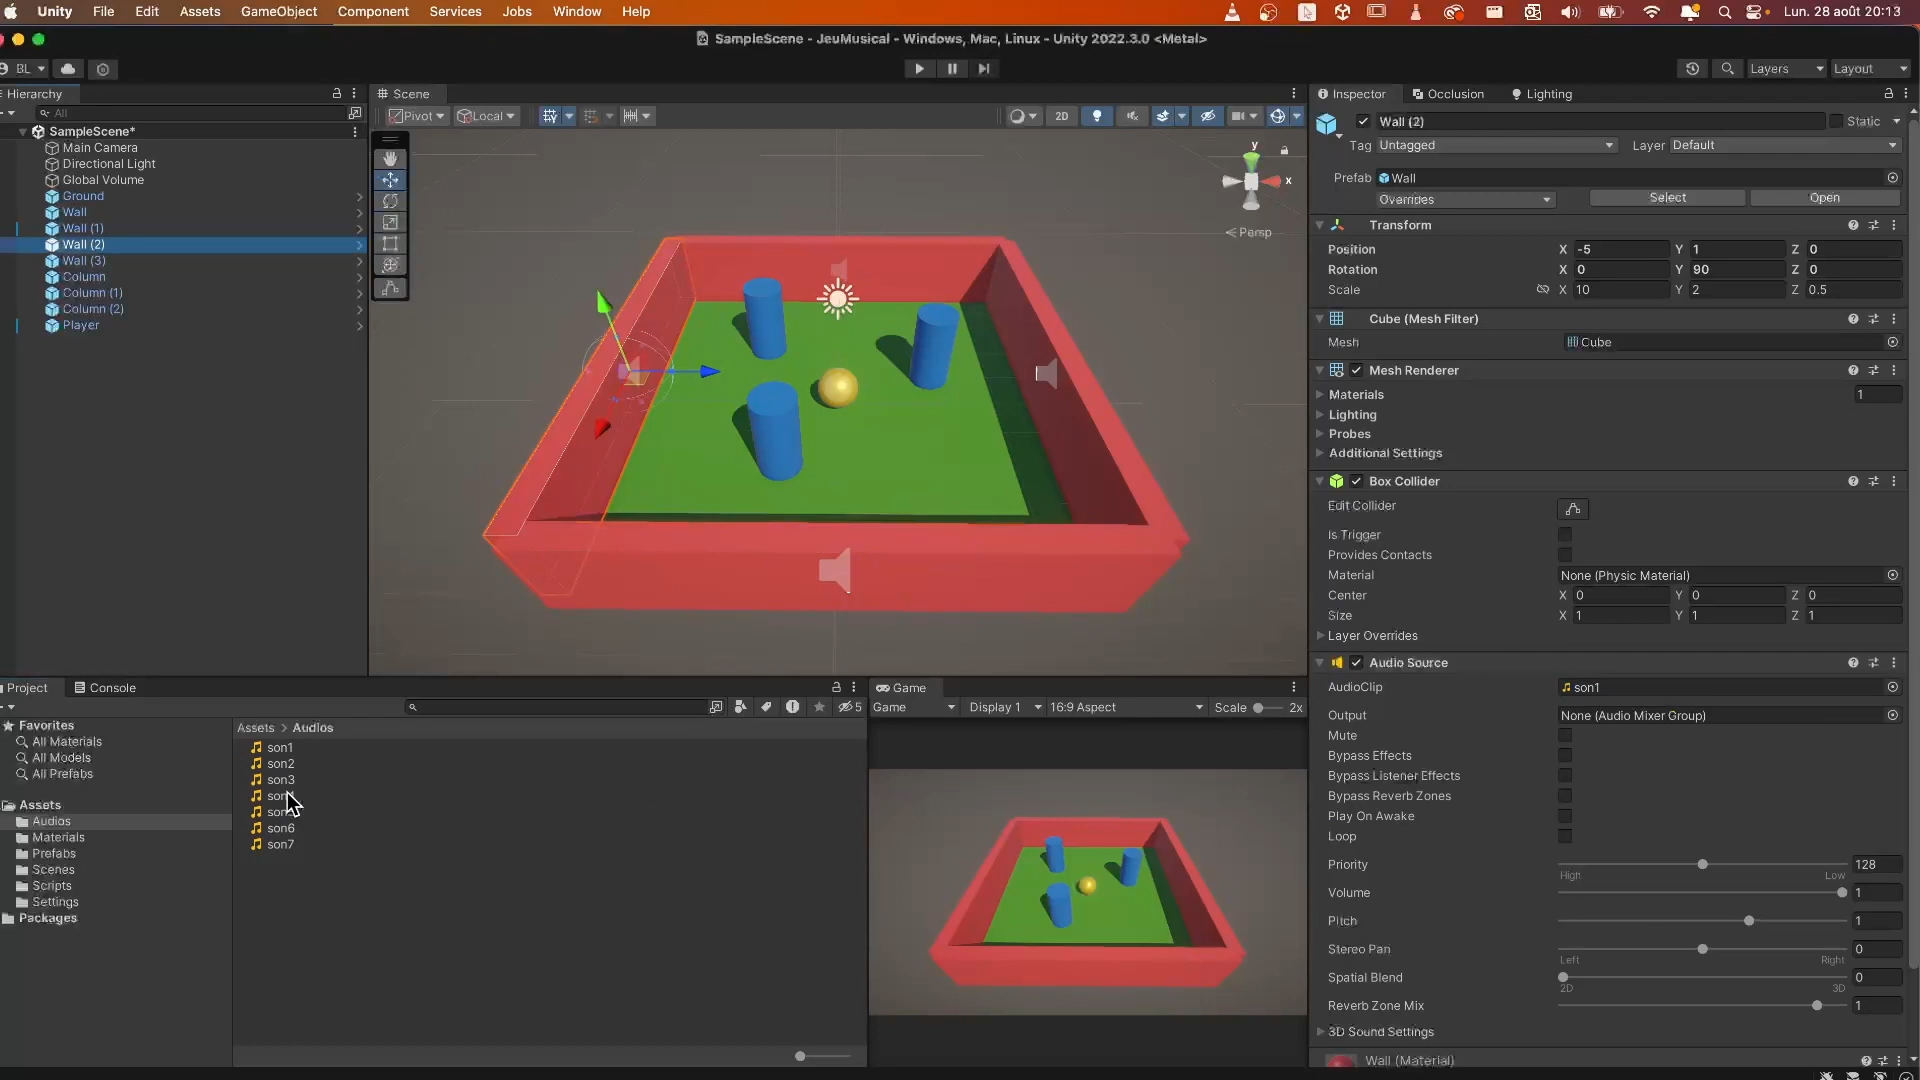 Unity File Edit Assets GameObject Component Services Jobs Window Help Lun. 28 août 20:13
SampleScene - JeuMusical - Windows, Mac, Linux - Unity 2022.3.0 <Metal>
BL Layers Layout
Hierarchy
All
SampleScene*
Main Camera
Directional Light
Global Volume
Ground
Wall
Wall (1)
Wall (2)
Wall (3)
Column
Column (1)
Column (2)
Player
Scene
Pivot Local 2D
y
x
Persp
Inspector Occlusion Lighting
Wall (2) Static
Tag Untagged Layer Default
Prefab Wall
Overrides Select Open
Transform
Position X -5 Y 1 Z 0
Rotation X 0 Y 90 Z 0
Scale X 10 Y 2 Z 0.5
Cube (Mesh Filter)
Mesh Cube
Mesh Renderer
Materials 1
Lighting
Probes
Additional Settings
Box Collider
Edit Collider
Is Trigger
Provides Contacts
Material None (Physic Material)
Center X 0 Y 0 Z 0
Size X 1 Y 1 Z 1
Layer Overrides
Audio Source
AudioClip son1
Output None (Audio Mixer Group)
Mute
Bypass Effects
Bypass Listener Effects
Bypass Reverb Zones
Play On Awake
Loop
Priority 128
High Low
Volume 1
Pitch 1
Stereo Pan 0
Left Right
Spatial Blend 0
2D 3D
Reverb Zone Mix 1
3D Sound Settings
Wall (Material)
Project Console
5
Favorites
All Materials
All Models
All Prefabs
Assets
Audios
Materials
Prefabs
Scenes
Scripts
Settings
Packages
Assets > Audios
son1
son2
son3
son6
son7
Game
Game Display 1 16:9 Aspect Scale 2x